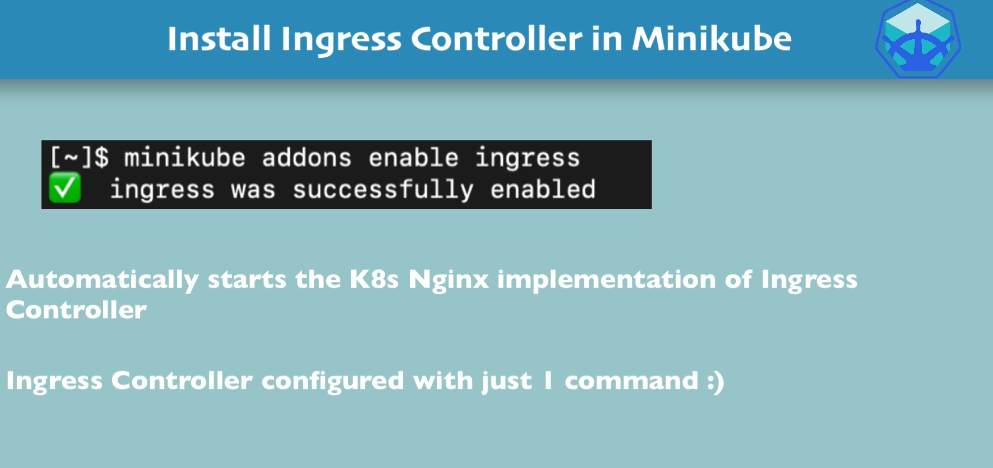 Install Ingress Controller in Minikube
[~]$ minikube addons enable ingress
✅ ingress was successfully enabled
Automatically starts the K8s Nginx implementation of Ingress
Controller
Ingress Controller configured with just 1 command :)